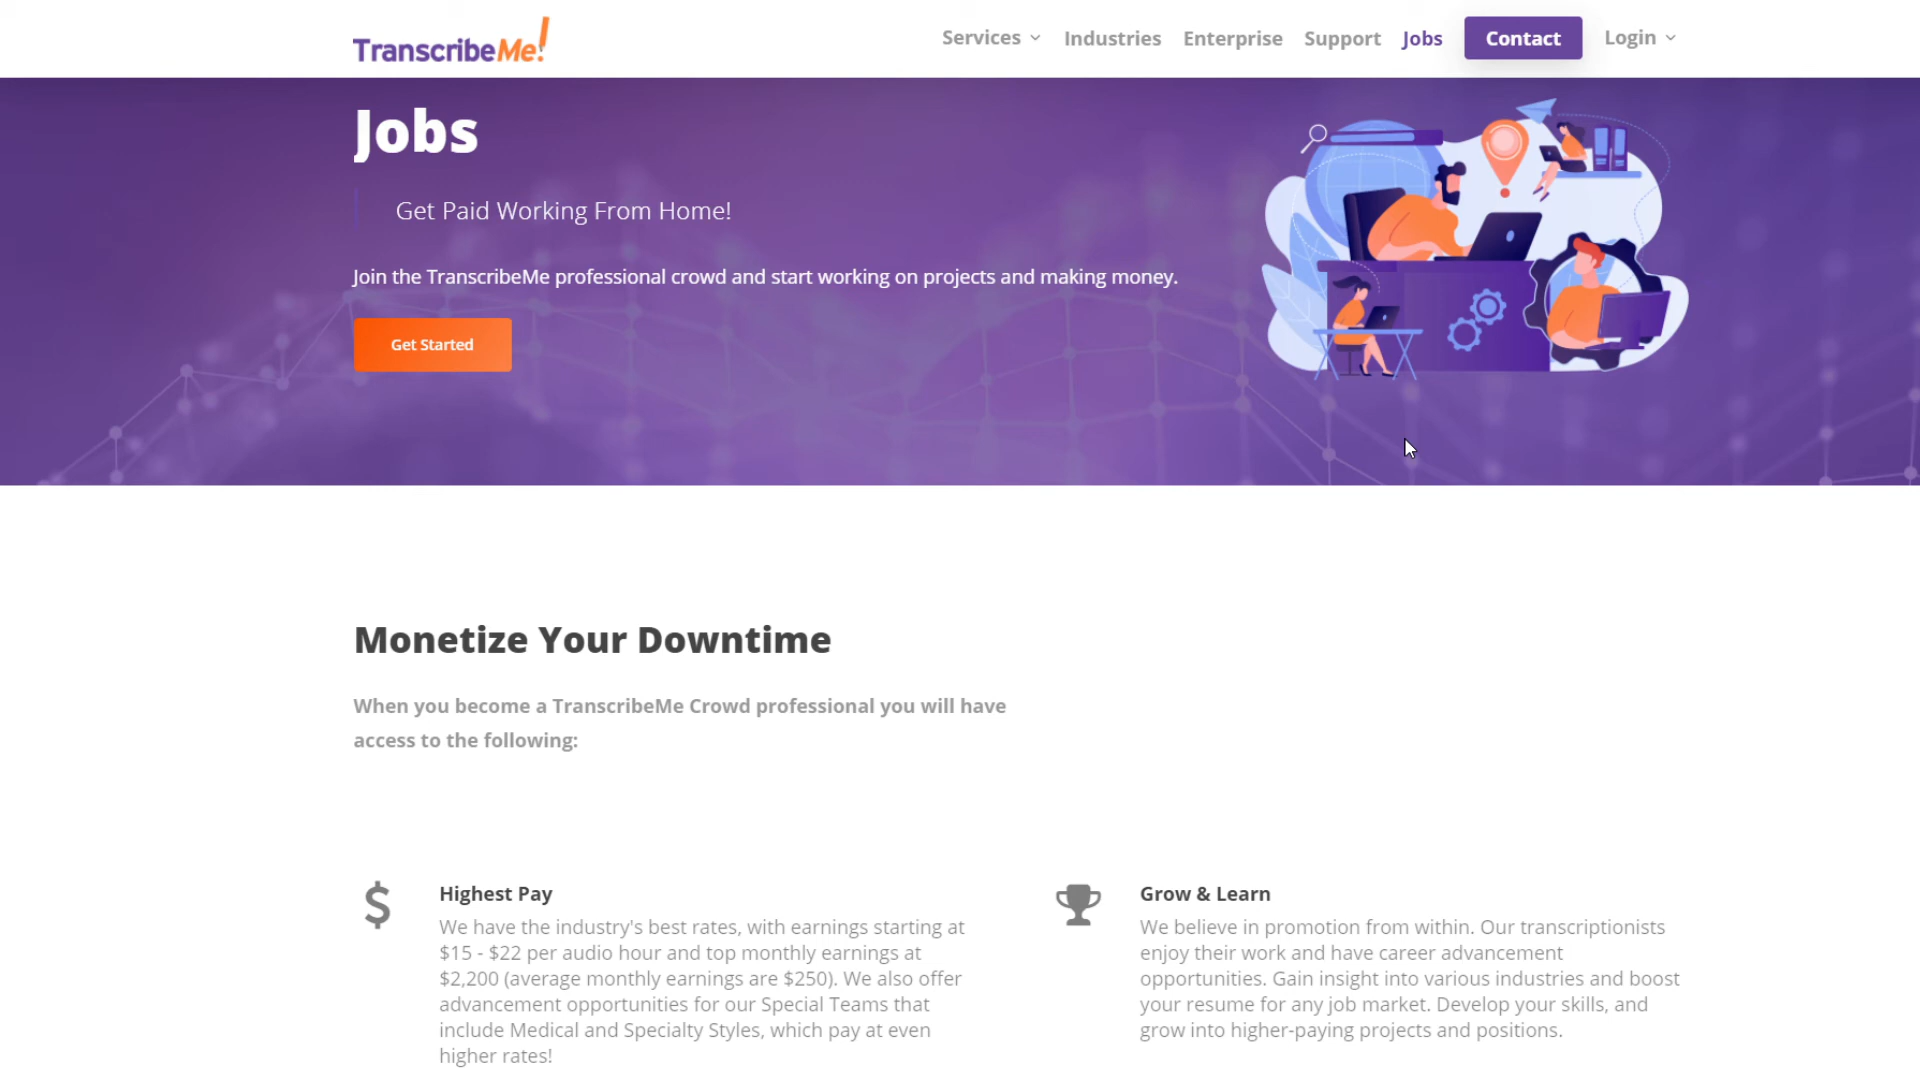 TranscribeMe!
Services
Industries
Enterprise
Support
Jobs
Contact
Login
Jobs
Get Paid Working From Home!
Join the TranscribeMe professional crowd and start working on projects and making money.
Get Started
Monetize Your Downtime
When you become a TranscribeMe Crowd professional you will have
access to the following:
Highest Pay
We have the industry's best rates, with earnings starting at
$15 - $22 per audio hour and top monthly earnings at
$2,200 (average monthly earnings are $250). We also offer
advancement opportunities for our Special Teams that
include Medical and Specialty Styles, which pay at even
higher rates!
Grow & Learn
We believe in promotion from within. Our transcriptionists
enjoy their work and have career advancement
opportunities. Gain insight into various industries and boost
your resume for any job market. Develop your skills, and
grow into higher-paying projects and positions.